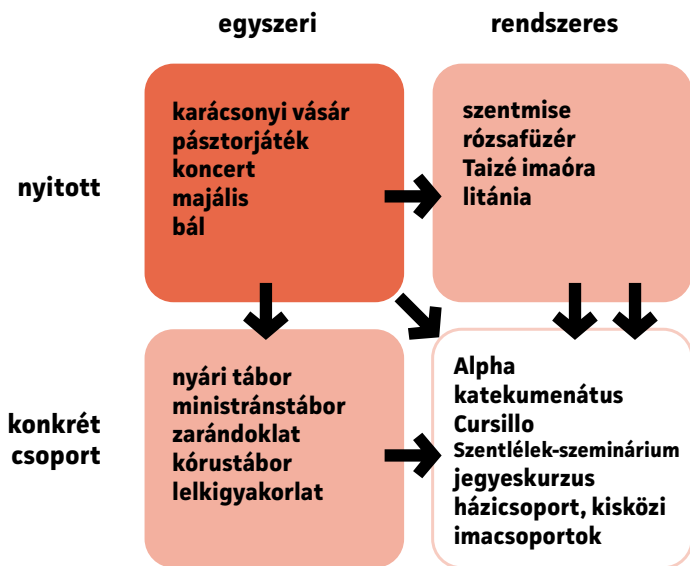 egyszeri
rendszeres
nyitott
karácsonyi vásár
pásztorjáték
koncert
majális
bál
szentmise
rózsafüzér
Taizé imaóra
litánia
konkrét
csoport
nyári tábor
ministránstábor
zarándoklat
kórustábor
lelkigyakorlat
Alpha
katekumenátus
Cursillo
Szentlélek-szeminárium
jegyeskurzus
házicsoport, kisközi
imacsoportok